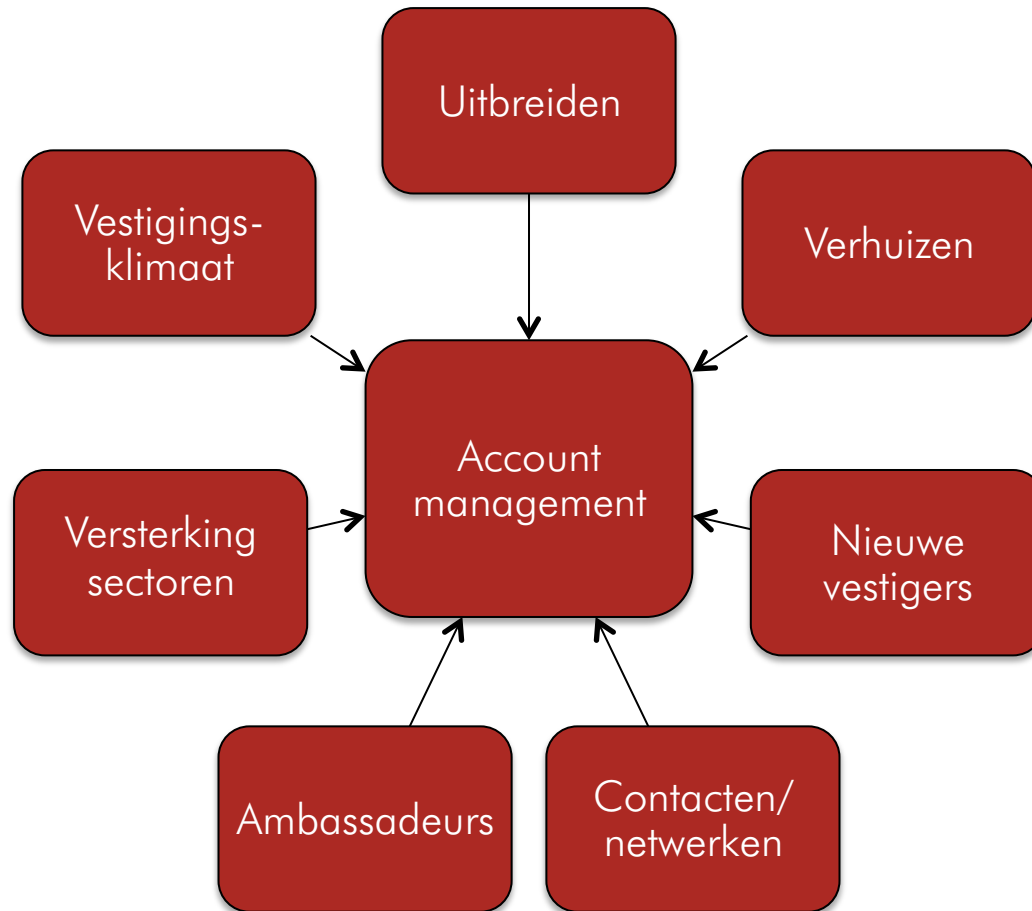 Uitbreiden
Vestigings-
klimaat
Verhuizen
Account
management
Versterking
sectoren
Nieuwe
vestigers
Ambassadeurs
Contacten/
netwerken